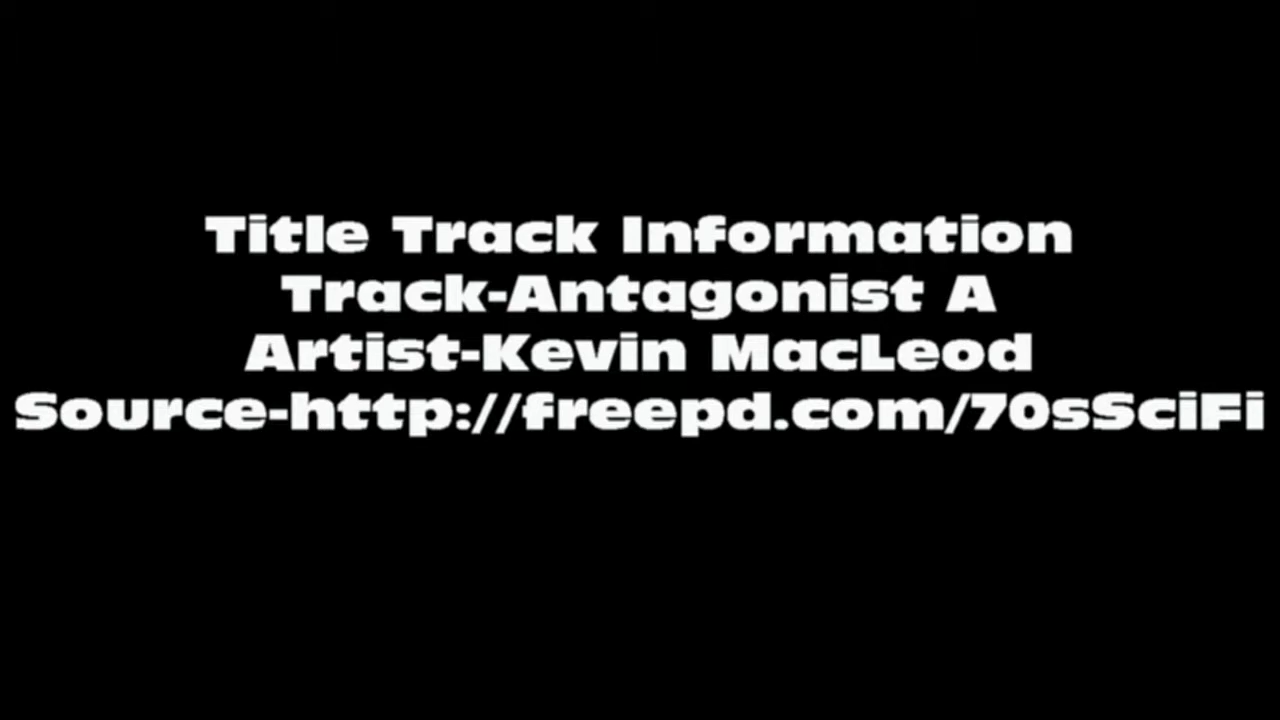 Title Track Information
Track-Antagonist A
Artist-Kevin MacLeod
Source-http://freepd.com/70sSciFi